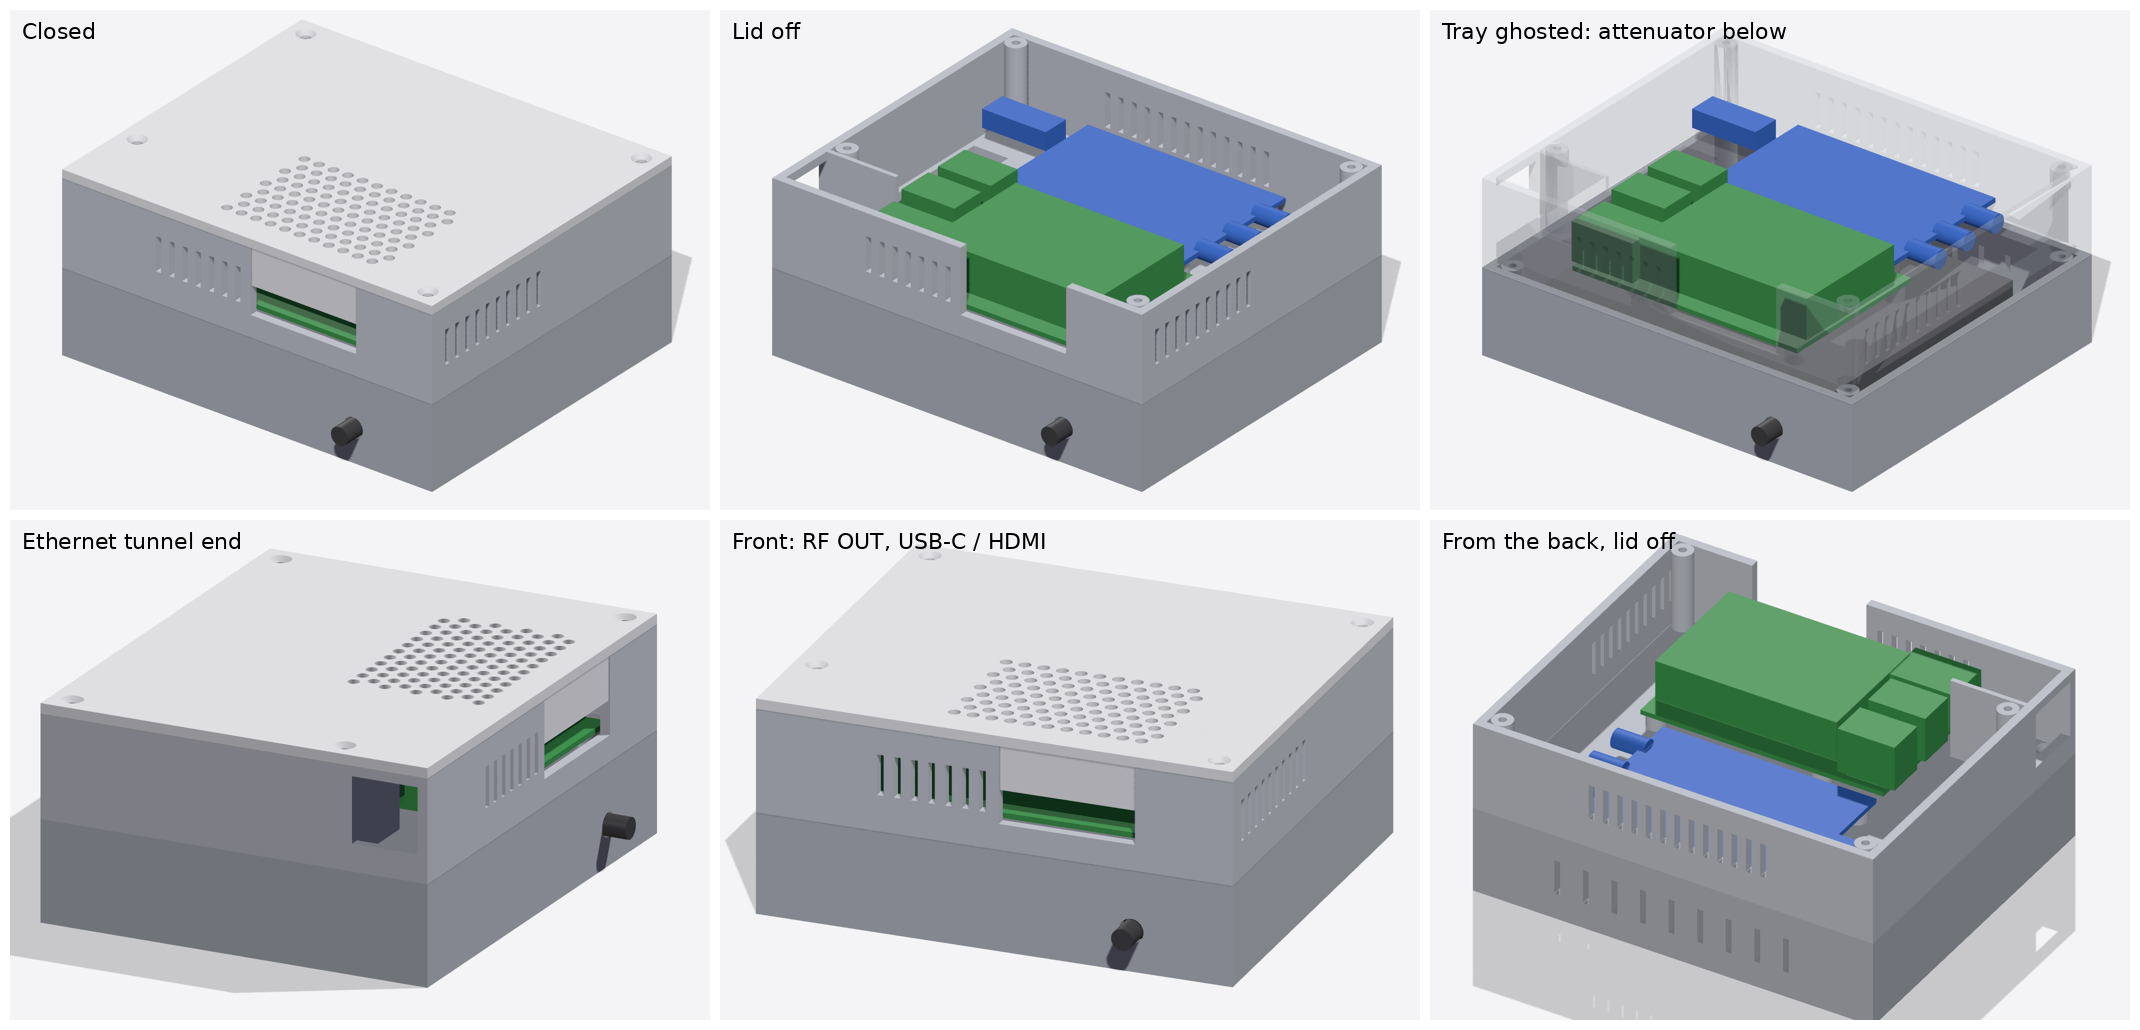 Closed
Lid off
Tray ghosted: attenuator below
Ethernet tunnel end
Front: RF OUT, USB-C / HDMI
From the back, lid off